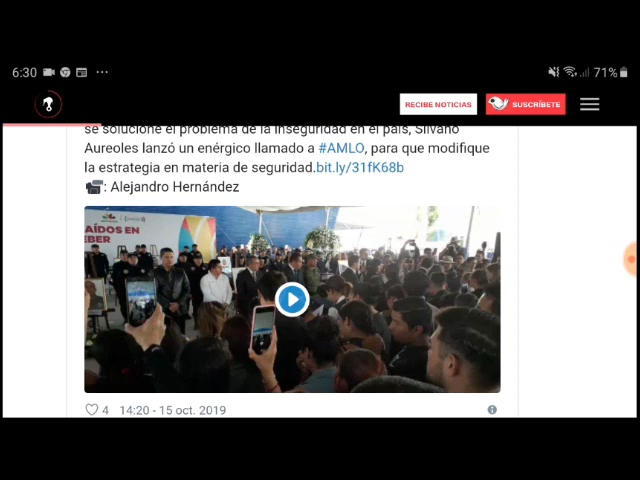 6:30
71%
RECIBE NOTICIAS
SUSCRÍBETE
se solucione el problema de la inseguridad en el país, Silvano
Aureoles lanzó un enérgico llamado a #AMLO, para que modifique
la estrategia en materia de seguridad.bit.ly/31fK68b
: Alejandro Hernández
AÍDOS EN
EBER
4 14:20 - 15 oct. 2019